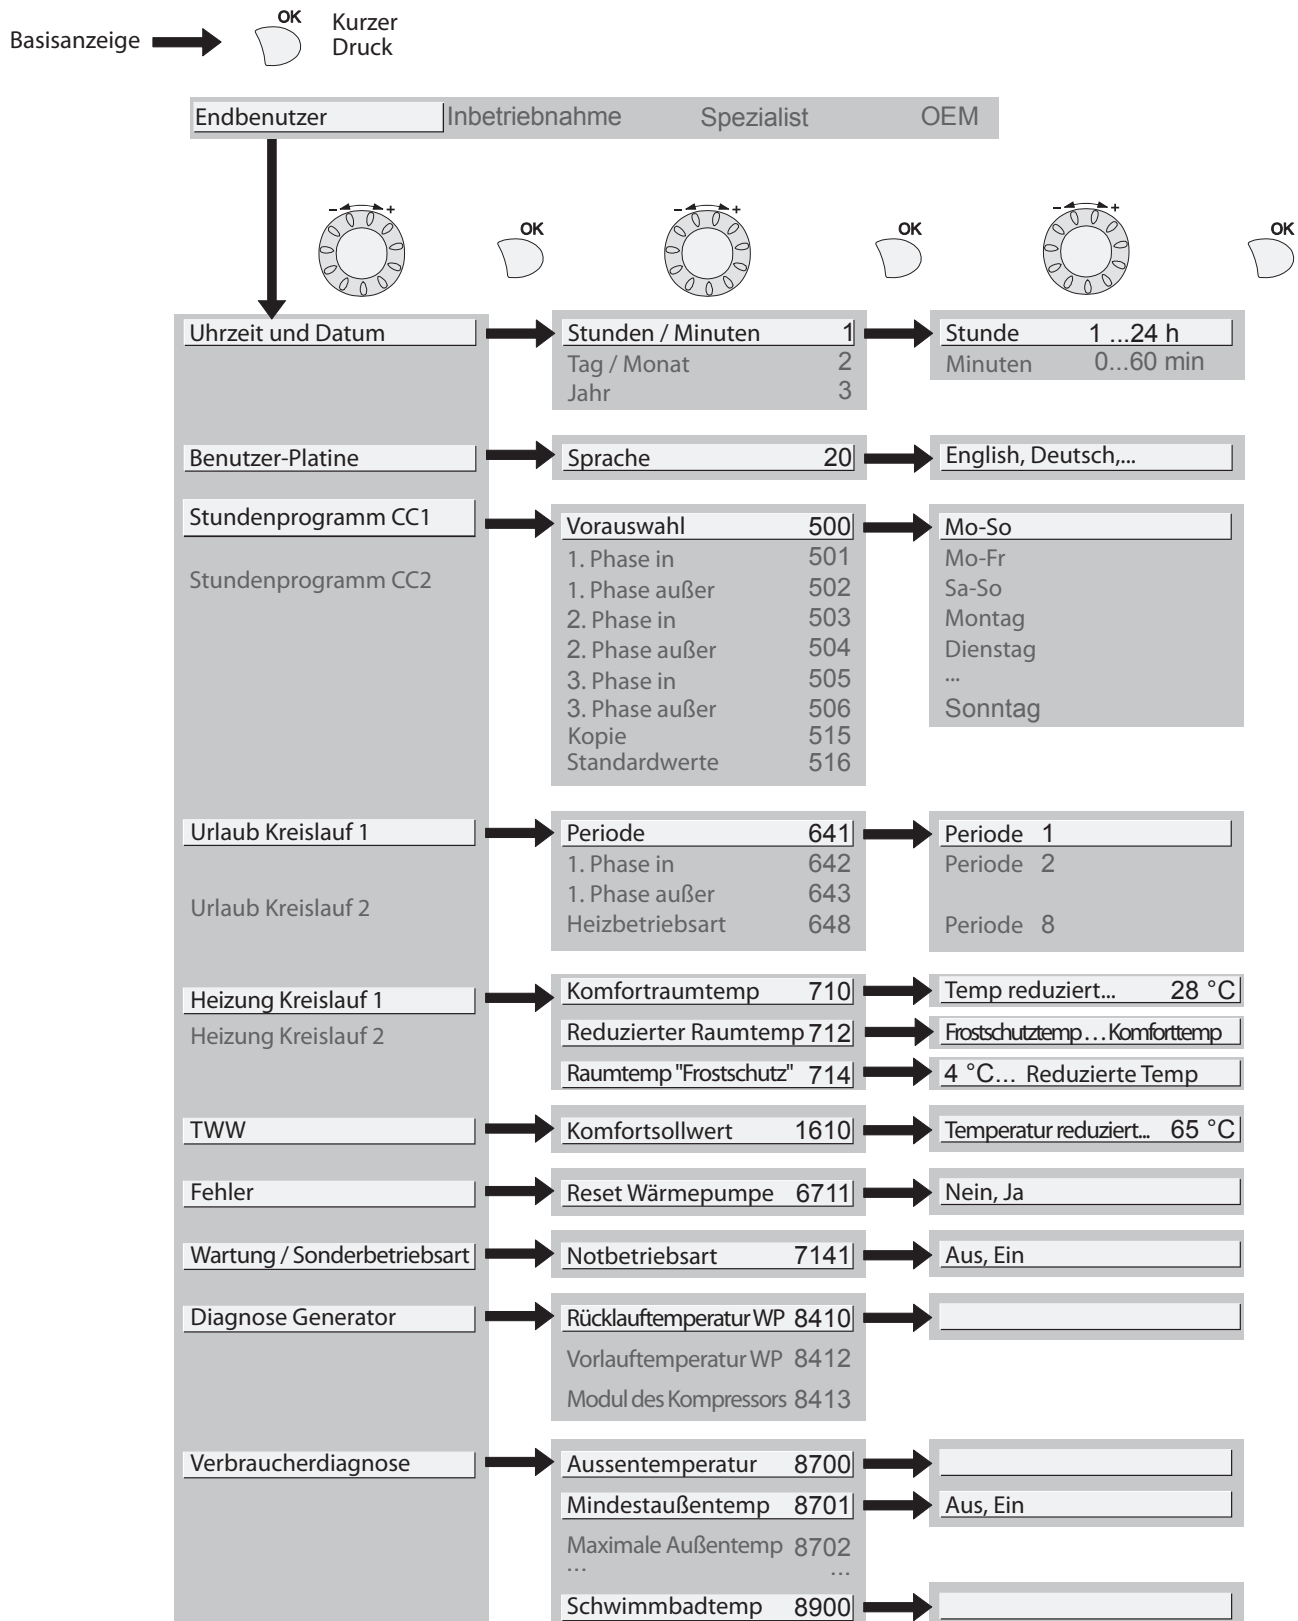 OK
Kurzer
Druck
Basisanzeige
Endbenutzer Inbetriebnahme Spezialist OEM
- + OK - + OK - + OK
Uhrzeit und Datum Stunden / Minuten 1 Stunde 1 ...24 h
Tag / Monat 2 Minuten 0...60 min
Jahr 3
Benutzer-Platine Sprache 20 English, Deutsch,...
Stundenprogramm CC1 Vorauswahl 500 Mo-So
1. Phase in 501 Mo-Fr
Stundenprogramm CC2 1. Phase außer 502 Sa-So
2. Phase in 503 Montag
2. Phase außer 504 Dienstag
3. Phase in 505 ...
3. Phase außer 506 Sonntag
Kopie 515
Standardwerte 516
Urlaub Kreislauf 1 Periode 641 Periode 1
1. Phase in 642 Periode 2
1. Phase außer 643
Urlaub Kreislauf 2
Heizbetriebsart 648 Periode 8
Heizung Kreislauf 1 Komfortraumtemp 710 Temp reduziert... 28 °C
Heizung Kreislauf 2 Reduzierter Raumtemp 712 Frostschutztemp...Komforttemp
Raumtemp "Frostschutz" 714 4 °C... Reduzierte Temp
TWW Komfortsollwert 1610 Temperatur reduziert... 65 °C
Fehler Reset Wärmepumpe 6711 Nein, Ja
Wartung / Sonderbetriebsart Notbetriebsart 7141 Aus, Ein
Diagnose Generator Rücklauftemperatur WP 8410
Vorlauftemperatur WP 8412
Modul des Kompressors 8413
Verbraucherdiagnose Aussentemperatur 8700
Mindestaußentemp 8701 Aus, Ein
Maximale Außentemp 8702
... ...
Schwimmbadtemp 8900